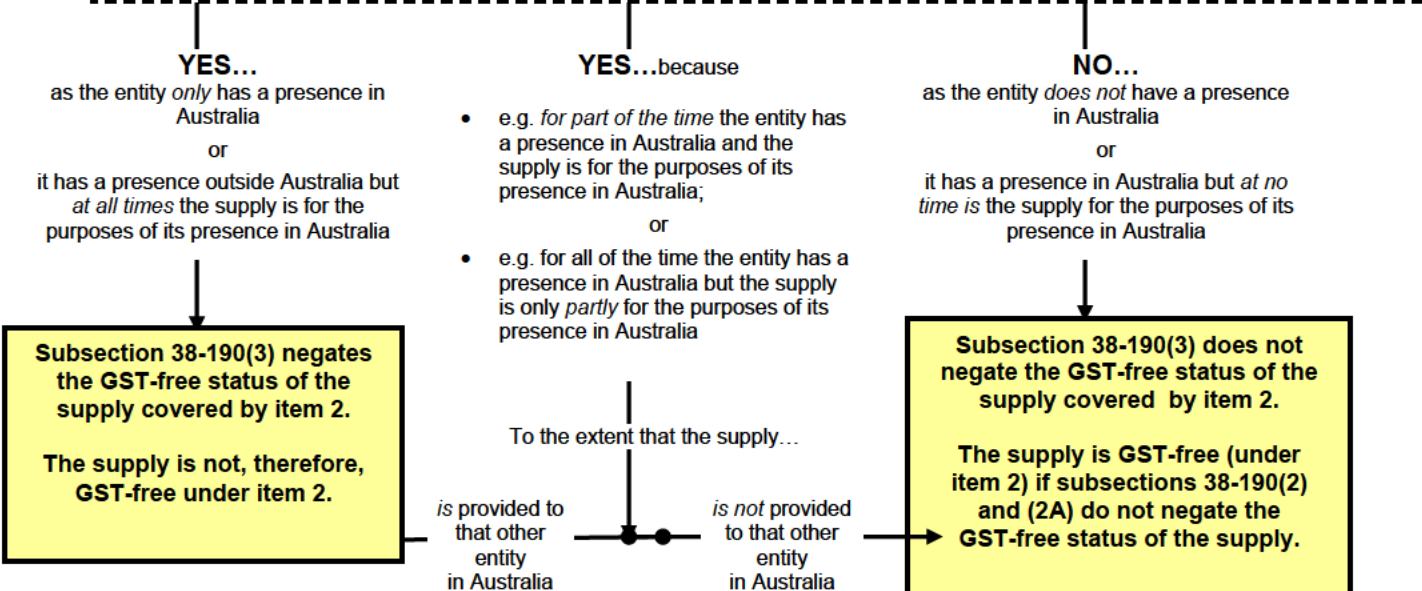 YES…
as the entity only has a presence in
Australia
or
it has a presence outside Australia but
at all times the supply is for the
purposes of its presence in Australia
Subsection 38-190(3) negates
the GST-free status of the
supply covered by item 2.
The supply is not, therefore,
GST-free under item 2.
YES…because
• e.g. for part of the time the entity has
a presence in Australia and the
supply is for the purposes of its
presence in Australia;
or
• e.g. for all of the time the entity has a
presence in Australia but the supply
is only partly for the purposes of its
presence in Australia
To the extent that the supply…
is provided to
that other
entity
in Australia
is not provided
to that other
entity
in Australia
NO…
as the entity does not have a presence
in Australia
or
it has a presence in Australia but at no
time is the supply for the purposes of its
presence in Australia
Subsection 38-190(3) does not
negate the GST-free status of the
supply covered by item 2.
The supply is GST-free (under
item 2) if subsections 38-190(2)
and (2A) do not negate the
GST-free status of the supply.